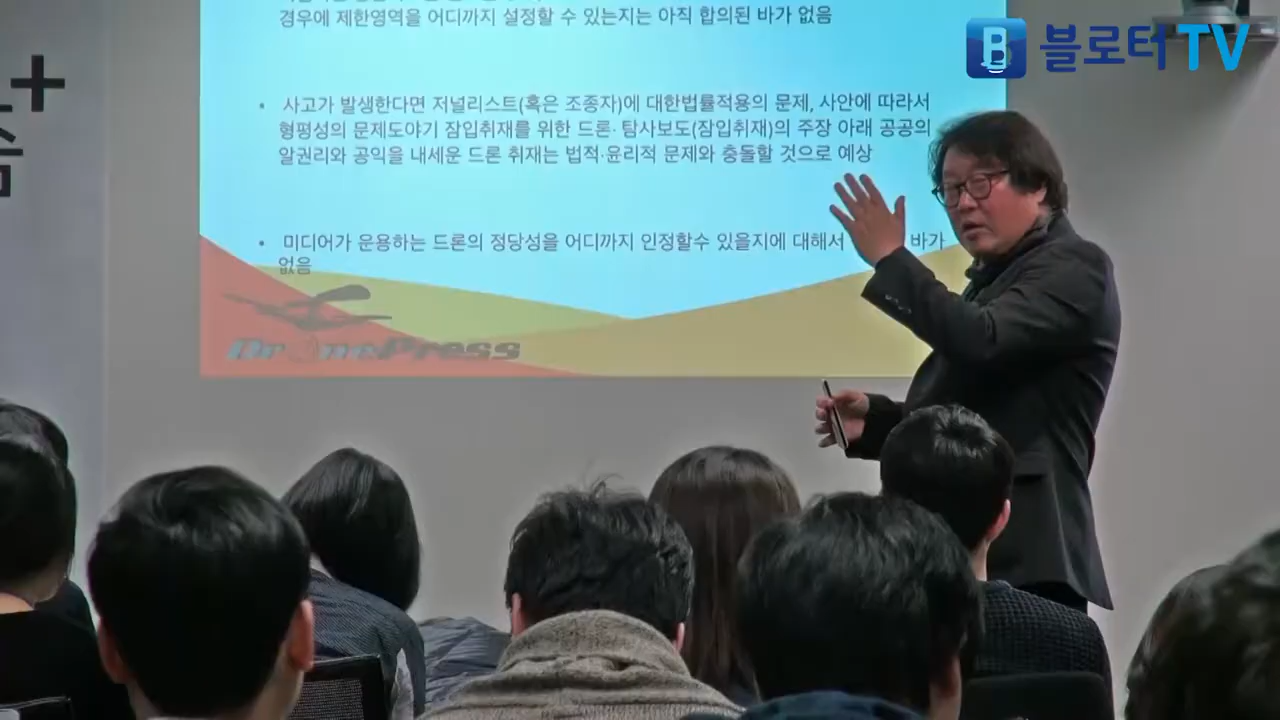 경우에 제한영역을 어디까지 설정할 수 있는지는 아직 합의된 바가 없음
블로터 TV
• 사고가 발생한다면 저널리스트(혹은 조종자)에 대한법률적용의 문제, 사안에 따라서
형평성의 문제도야기 잠입취재를 위한 드론· 탐사보도(잠입취재)의 주장 아래 공공의
알권리와 공익을 내세운 드론 취재는 법적·윤리적 문제와 충돌할 것으로 예상
• 미디어가 운용하는 드론의 정당성을 어디까지 인정할수 있을지에 대해서 바가
없음
DronePress